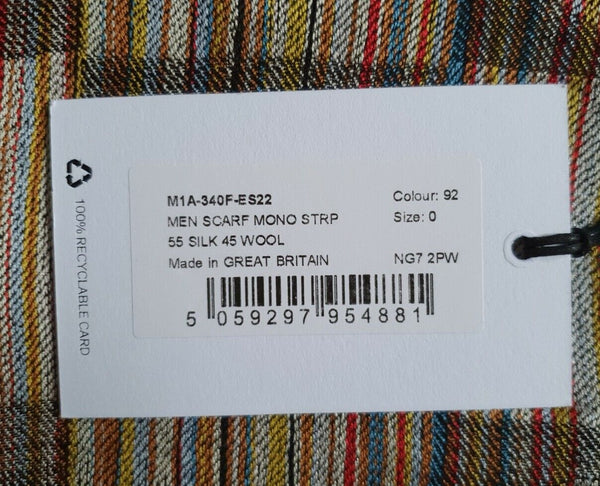 M1A-340F-ES22 Colour: 92
MEN SCARF MONO STRP Size: 0
55 SILK 45 WOOL
Made in GREAT BRITAIN NG7 2PW
5 059297 954881
100% RECYCLABLE CARD